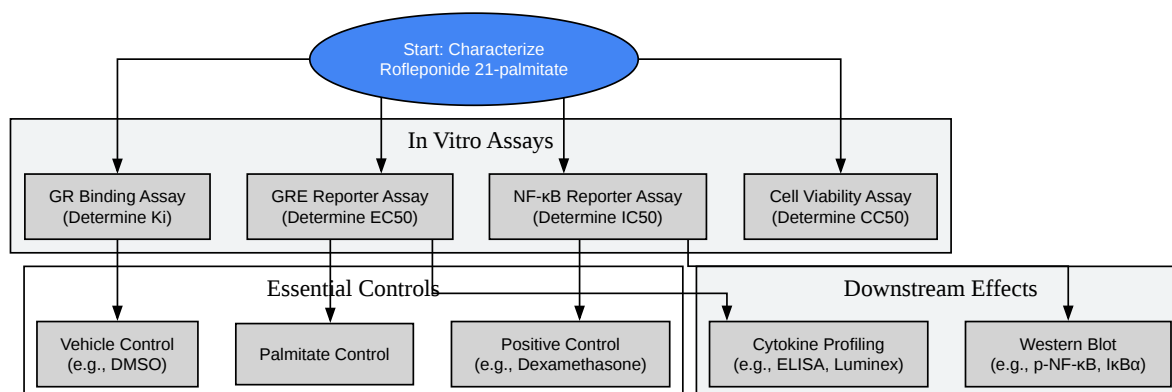 Start: Characterize
Rofleponide 21-palmitate
In Vitro Assays
GR Binding Assay
(Determine Ki)
GRE Reporter Assay
(Determine EC50)
NF-κB Reporter Assay
(Determine IC50)
Cell Viability Assay
(Determine CC50)
Essential Controls
Downstream Effects
Vehicle Control
(e.g., DMSO)
Palmitate Control
Positive Control
(e.g., Dexamethasone)
Cytokine Profiling
(e.g., ELISA, Luminex)
Western Blot
(e.g., p-NF-κB, IκBα)